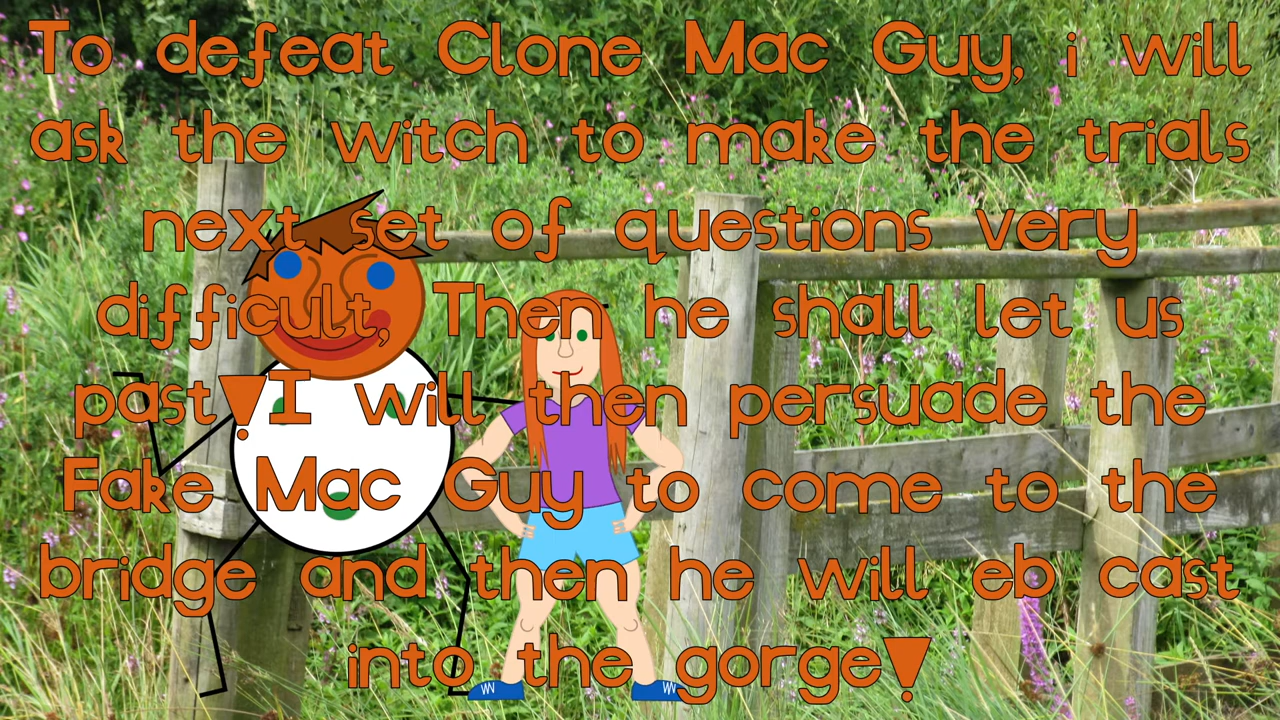 To defeat Clone Mac Guy, i will
ask the witch to make the trials
next set of questions very
difficult, Then he shall let us
past!I will then persuade the
Fake Mac Guy to come to the
bridge and then he will eb cast
into the gorge!
WN WN